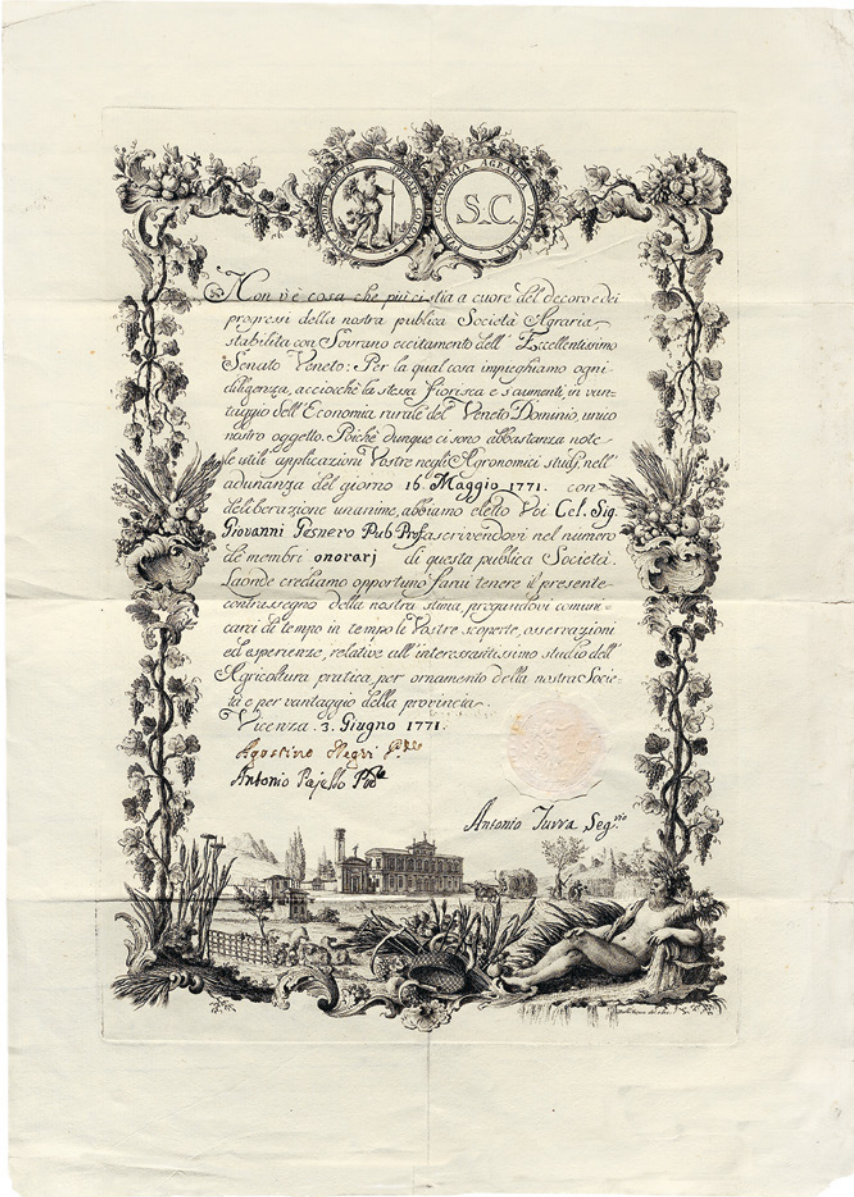 ACCADEMIA AGRARIA VICENTINA
S.C.
Non v'è cosa che più ci stia a cuore del decoro e dei
progressi della nostra publica Società Agraria,
stabilita con Sovrano eccitamento dell' Eccellentissimo
Senato Veneto: Per la qual cosa impieghiamo ogni
diligenza, acciocchè la stessa fiorisca e s'aumenti, in van=
taggio dell'Economia rurale del Veneto Dominio, unico
nostro oggetto. Poichè dunque ci sono abbastanza note
le utili applicazioni Vostre negli Agronomici studj, nell'
adunanza del giorno 16. Maggio 1771. con
deliberazione unanime, abbiamo eletto Voi Cel. Sig.
Giovanni Gesnero Pub. Prof. ascrivendovi nel numero
de' membri onorarj di questa publica Società.
Laonde crediamo opportuno farvi tenere il presente
contrassegno della nostra stima, pregandovi comuni=
carci di tempo in tempo le Vostre scoperte, osservazioni
ed esperienze, relative all'interessantissimo studio dell'
Agricoltura pratica, per ornamento della nostra Socie=
tà e per vantaggio della provincia.
Vicenza. 3. Giugno 1771.
Agostino Negri
Antonio Pajello
Antonio Turra Seg.rio